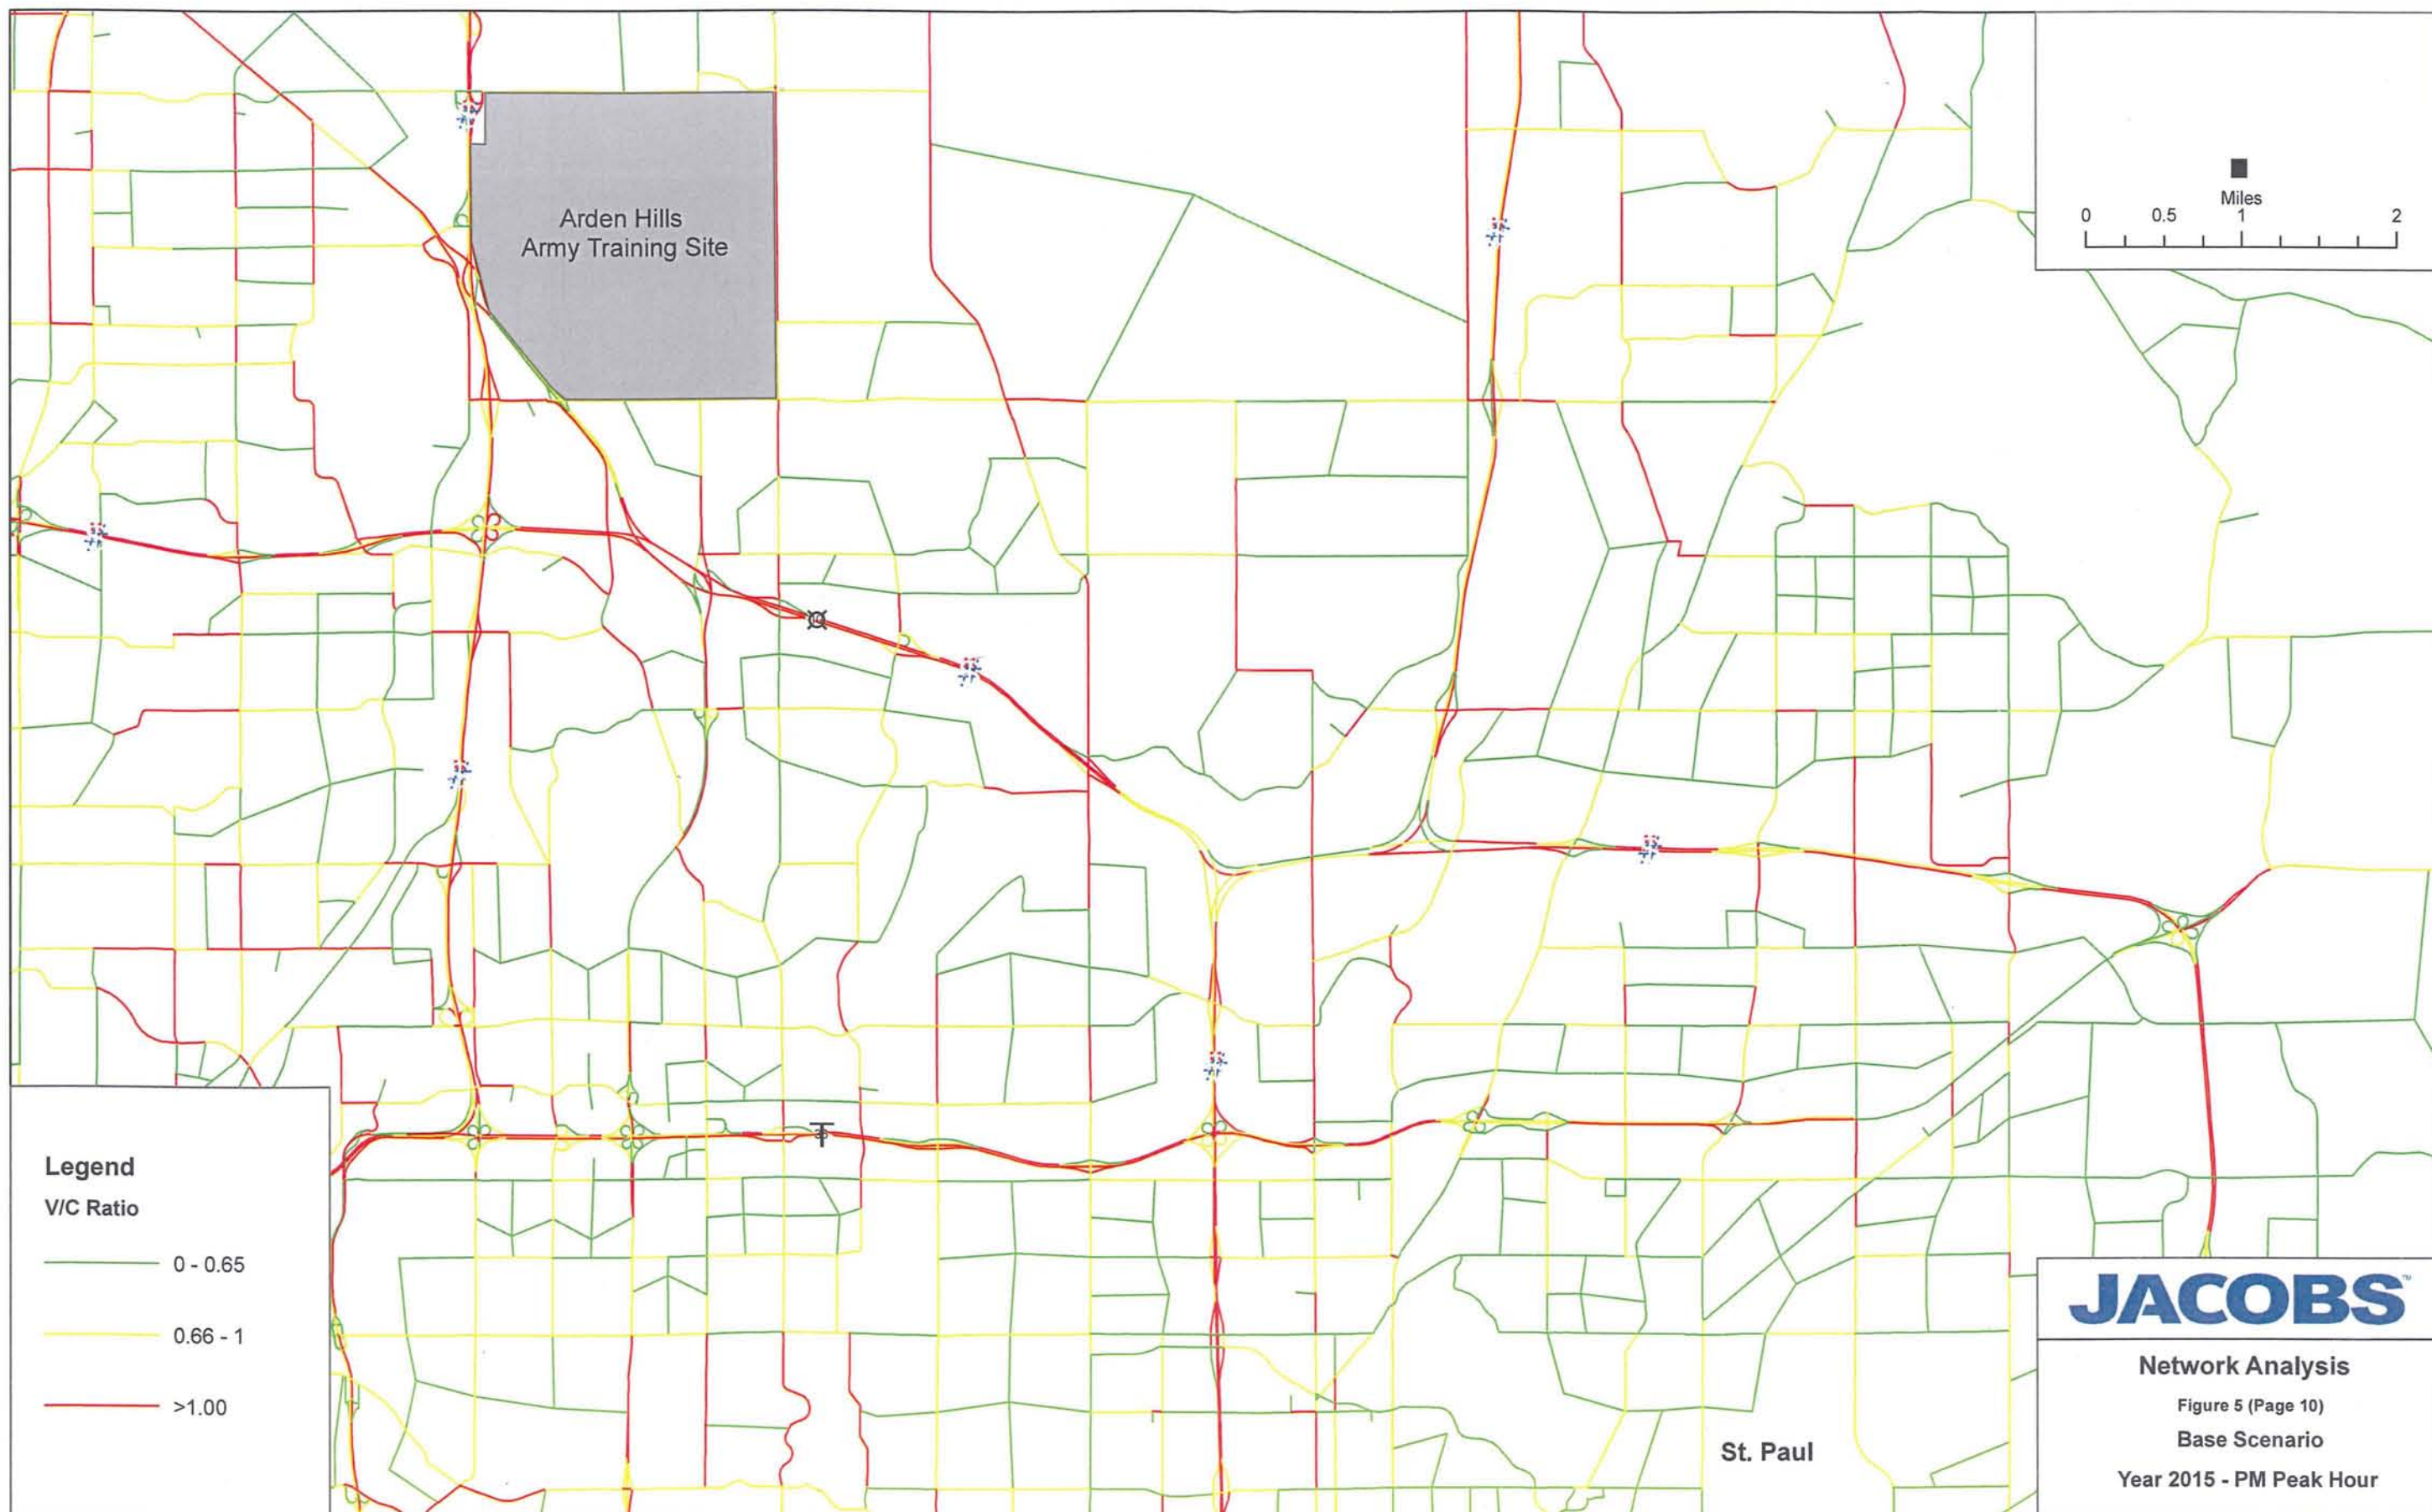 Arden Hills
Army Training Site
Miles
0 0.5 1 2
Legend
V/C Ratio
0 - 0.65
0.66 - 1
>1.00
St. Paul
JACOBS™
Network Analysis
Figure 5 (Page 10)
Base Scenario
Year 2015 - PM Peak Hour